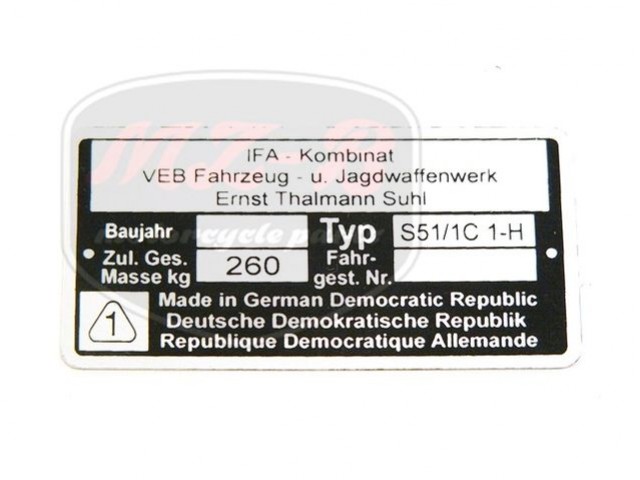 IFA - Kombinat
VEB Fahrzeug - u. Jagdwaffenwerk
Ernst Thalmann Suhl
Baujahr Typ S51/1C 1-H
Zul. Ges. Masse kg 260 Fahr-gest. Nr.
1
Made in German Democratic Republic
Deutsche Demokratische Republik
Republique Democratique Allemande